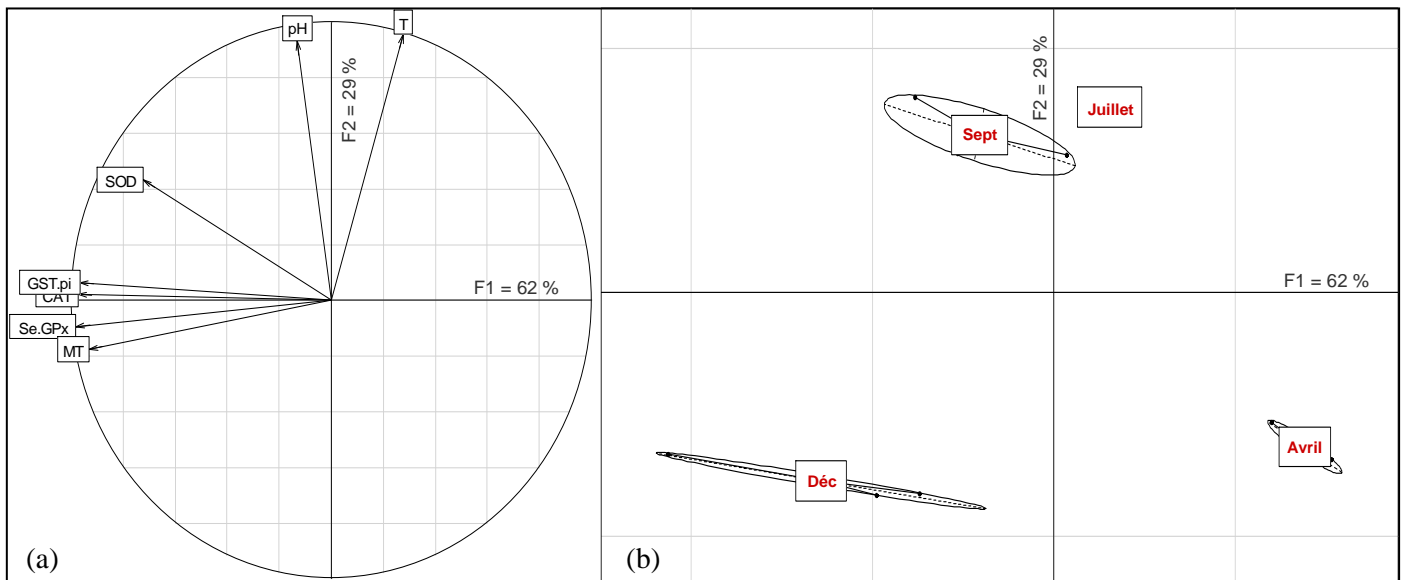 pH
T
F2 = 29 %
SOD
GST.pi
CAT
Se.GPx
MT
F1 = 62 %
(a)
F2 = 29 %
Juillet
Sept
F1 = 62 %
Avril
Déc
(b)